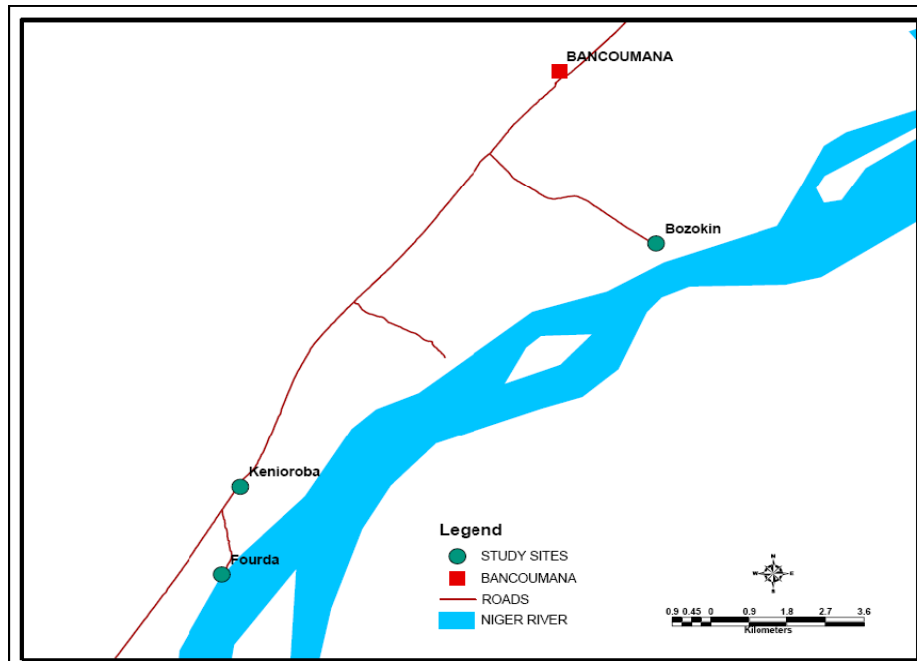 BANCOUMANA
Bozokin
Kenioroba
Fourda
Legend
STUDY SITES
BANCOUMANA
ROADS
NIGER RIVER
N
W E
S
0.9 0.45 0 0.9 1.8 2.7 3.6
Kilometers